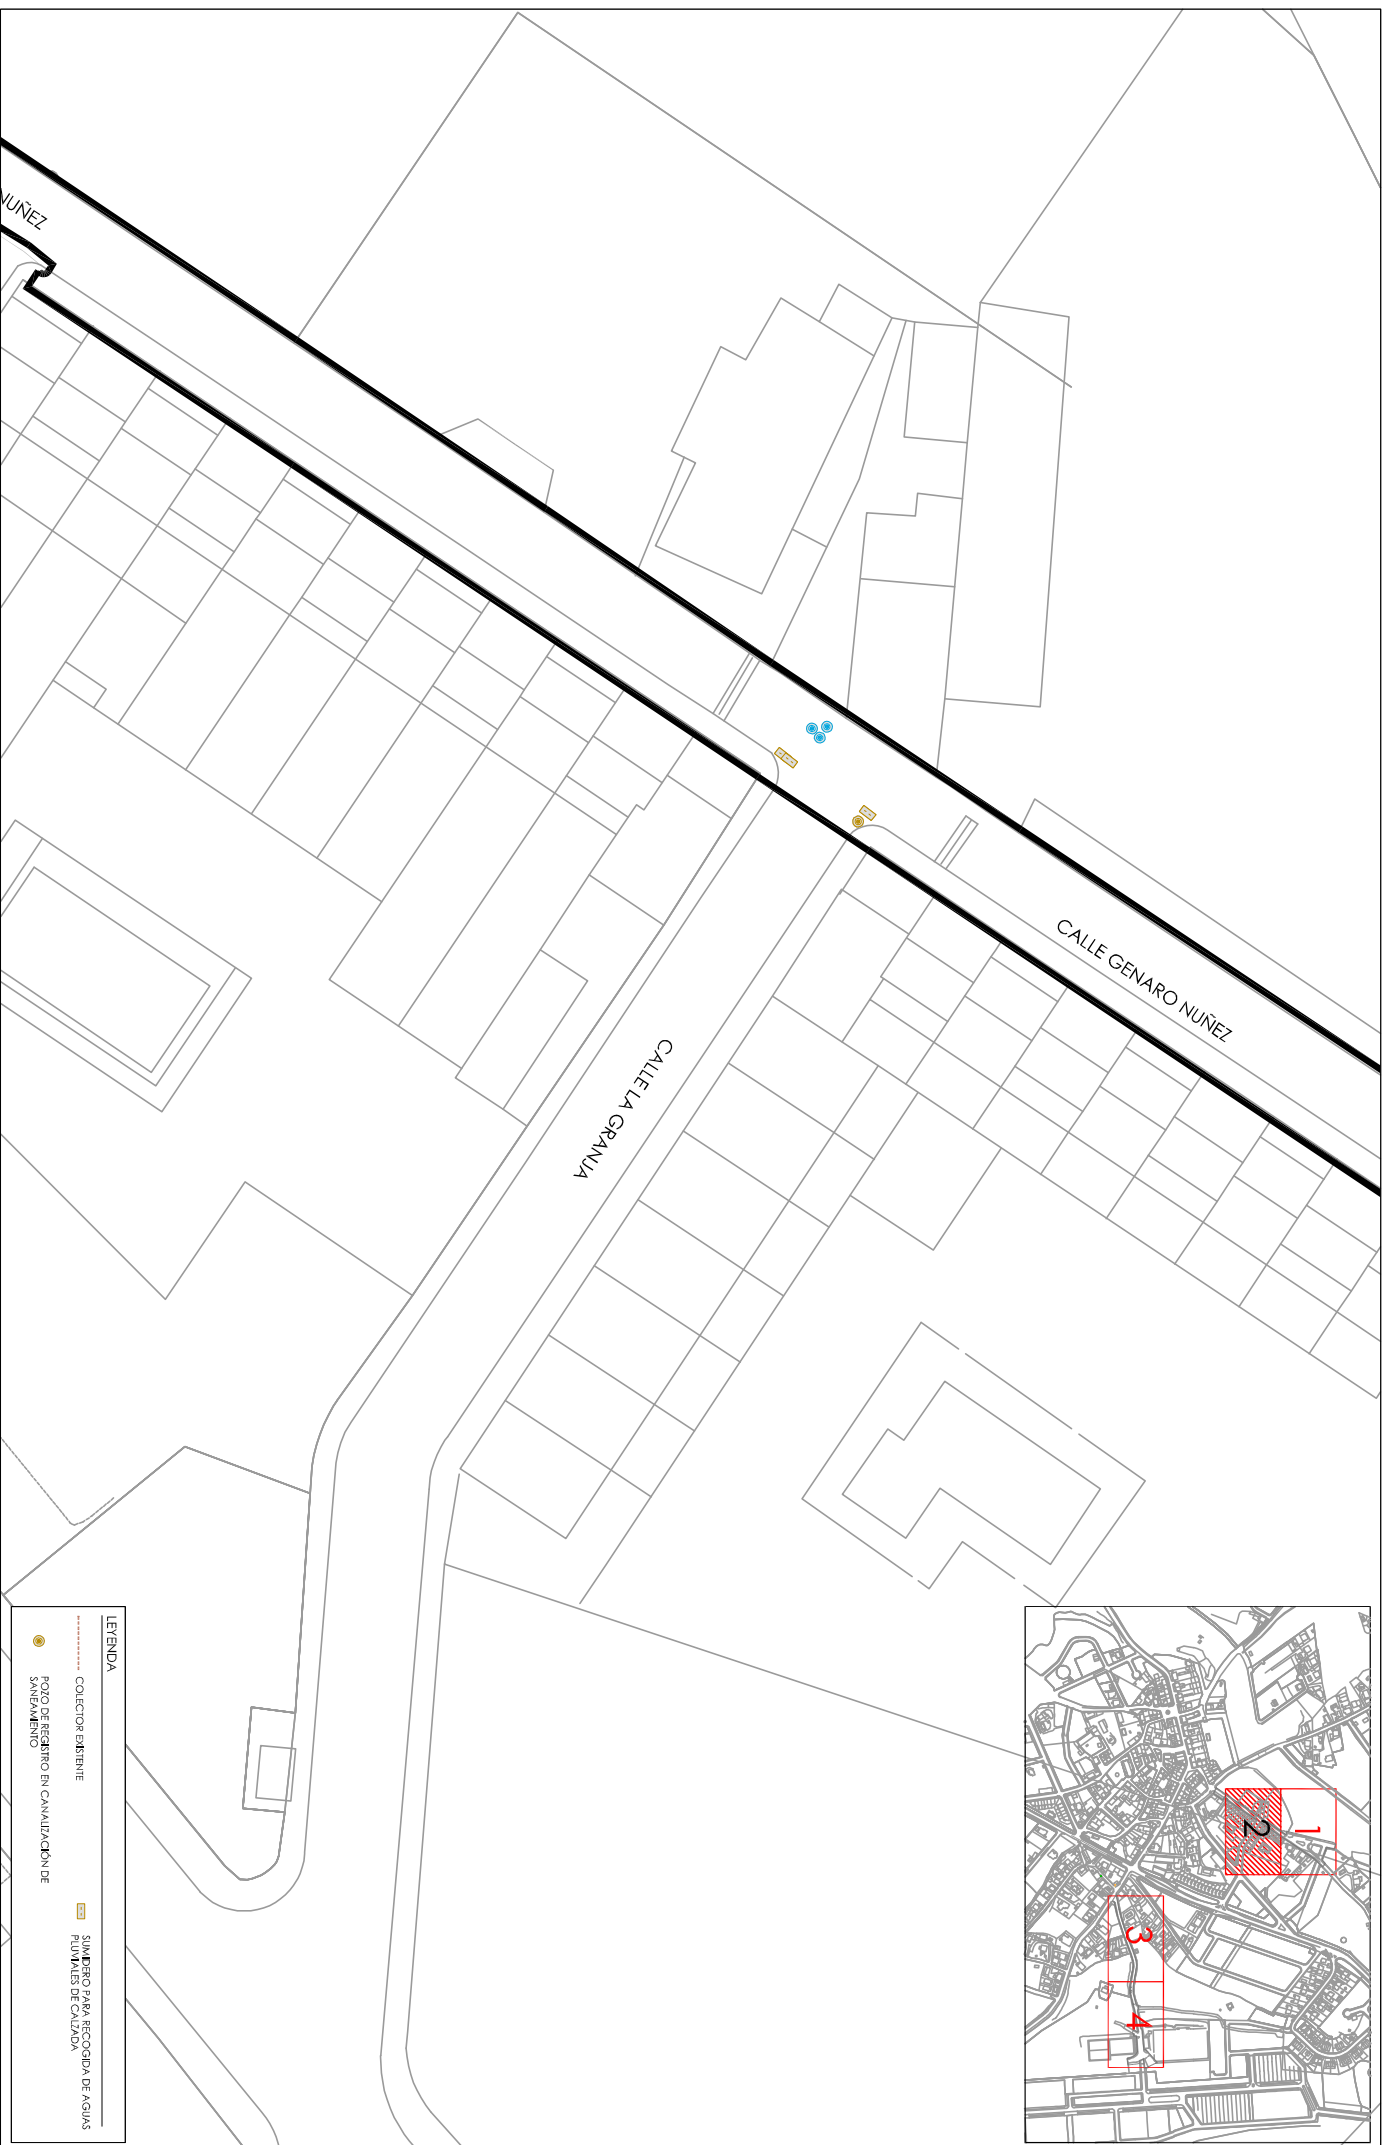 NUÑEZ
CALLE GENARO NUÑEZ
CALLE LA GRANJA
1
2
3
4
LEYENDA
COLECTOR EXISTENTE
POZO DE REGISTRO EN CANALIZACIÓN DE
SANEAMIENTO
SUMIDERO PARA RECOGIDA DE AGUAS
PLUVIALES DE CALZADA